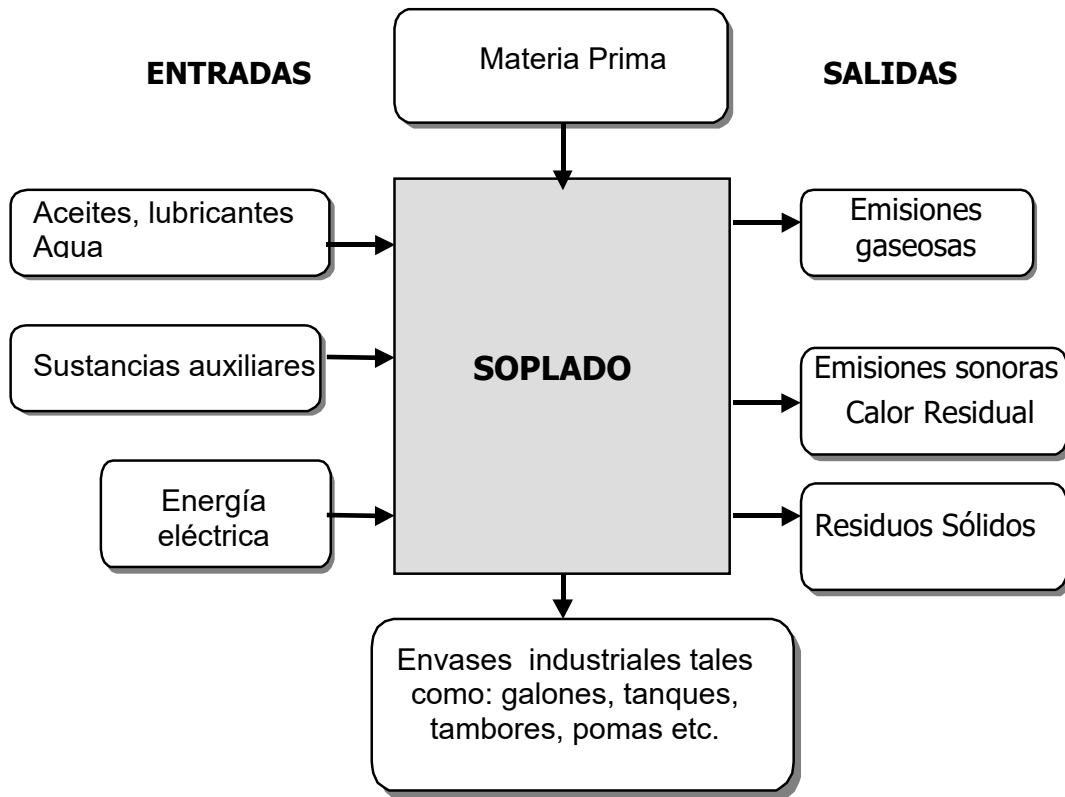 Materia Prima
ENTRADAS
SALIDAS
Aceites, lubricantes
Agua
Emisiones
gaseosas
Sustancias auxiliares
SOPLADO
Emisiones sonoras
Calor Residual
Energía
eléctrica
Residuos Sólidos
Envases industriales tales
como: galones, tanques,
tambores, pomas etc.